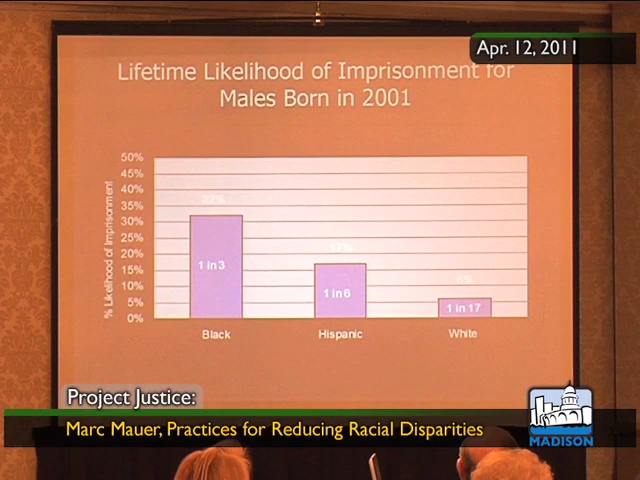 Apr. 12, 2011
Lifetime Likelihood of Imprisonment for
Males Born in 2001
% Likelihood of Imprisonment
50%
45%
40%
35%
30%
25%
20%
15%
10%
5%
0%
32%
17%
6%
1 in 3
1 in 6
1 in 17
Black
Hispanic
White
Project Justice:
Marc Mauer, Practices for Reducing Racial Disparities
MADISON